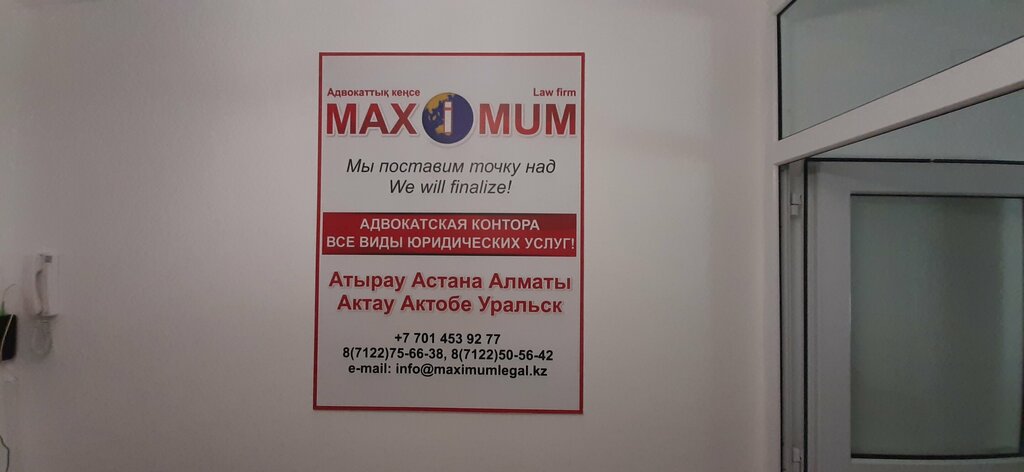 Адвокаттық кеңсе Law firm
MAXiMUM
Мы поставим точку над
We will finalize!
АДВОКАТСКАЯ КОНТОРА
ВСЕ ВИДЫ ЮРИДИЧЕСКИХ УСЛУГ!
Атырау Астана Алматы
Актау Актобе Уральск
+7 701 453 92 77
8(7122)75-66-38, 8(7122)50-56-42
e-mail: info@maximumlegal.kz